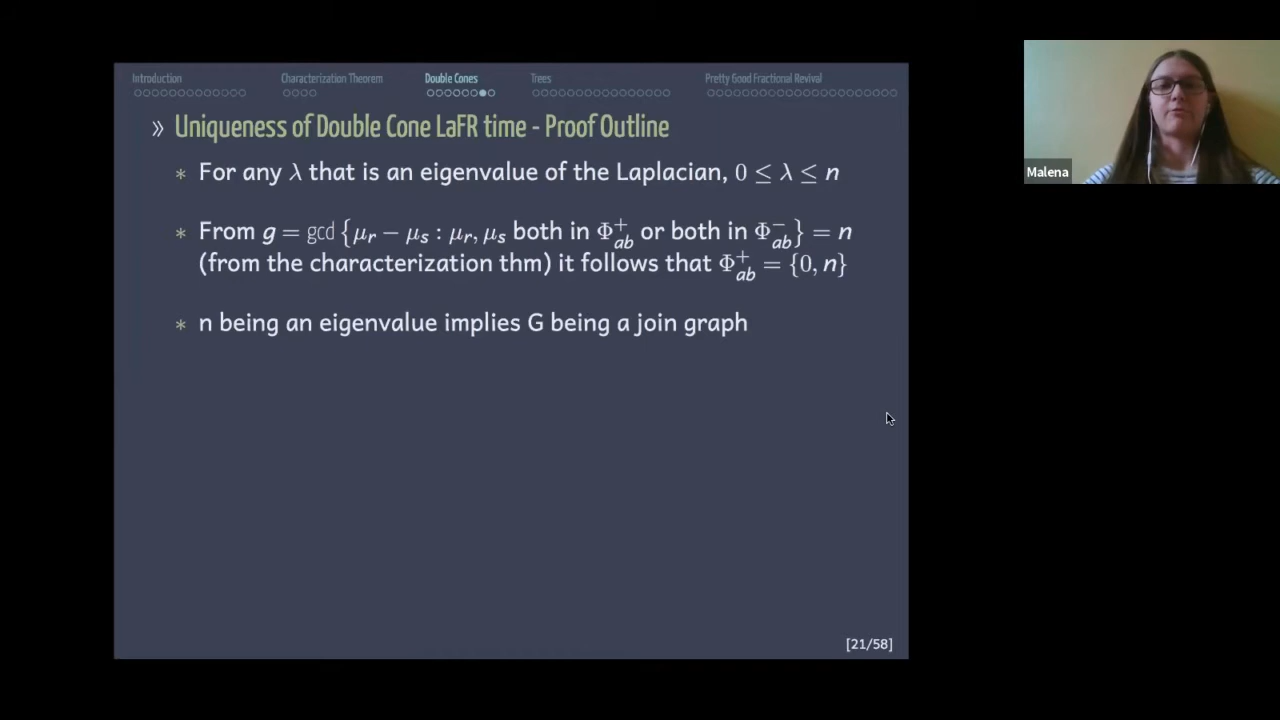 Introduction Characterization Theorem Double Cones Trees Pretty Good Fractional Revival
» Uniqueness of Double Cone LaFR time - Proof Outline
* For any λ that is an eigenvalue of the Laplacian, 0 ≤ λ ≤ n
* From g = gcd {μ_r − μ_s : μ_r, μ_s both in Φ⁺_ab or both in Φ⁻_ab} = n
(from the characterization thm) it follows that Φ⁺_ab = {0, n}
* n being an eigenvalue implies G being a join graph
[21/58]
Malena